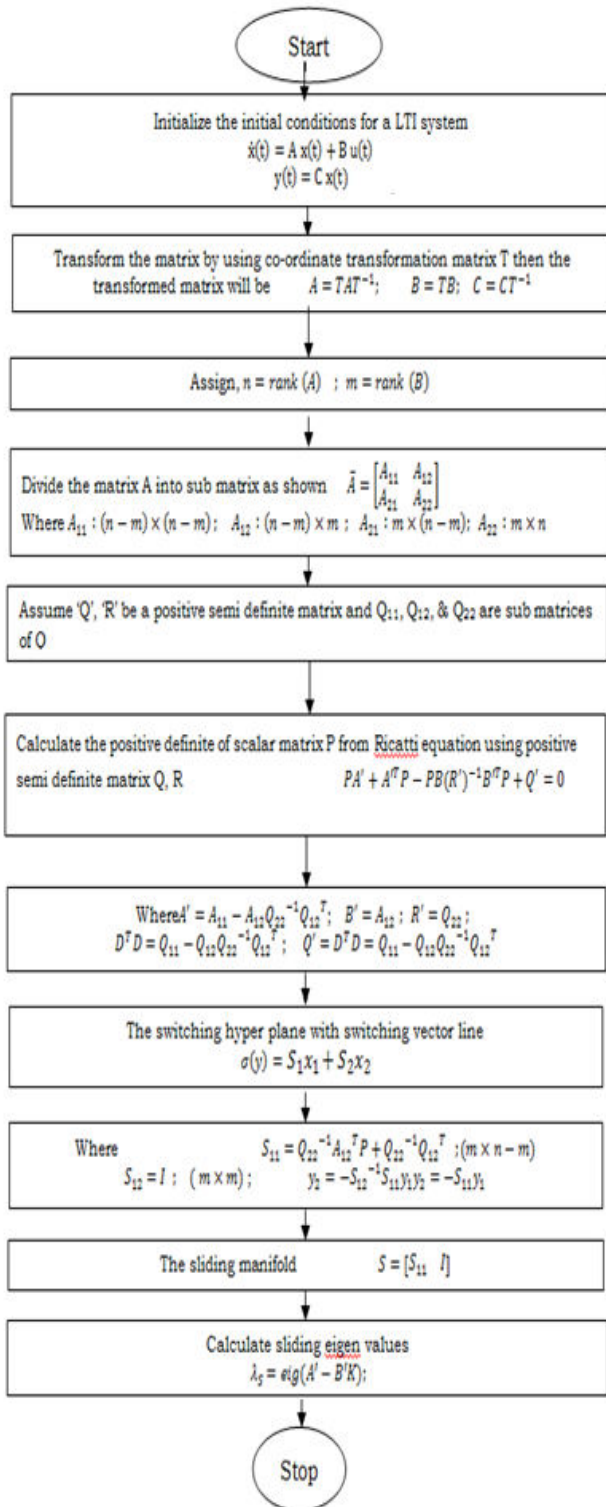 Start
Initialize the initial conditions for a LTI system
ẋ(t) = A x(t) + B u(t)
y(t) = C x(t)
Transform the matrix by using co-ordinate transformation matrix T then the
transformed matrix will be A = TAT⁻¹; B = TB; C = CT⁻¹
Assign, n = rank (A) ; m = rank (B)
Divide the matrix A into sub matrix as shown Ā = [A₁₁ A₁₂
A₂₁ A₂₂]
Where A₁₁ : (n − m) × (n − m); A₁₂ : (n − m) × m ; A₂₁ : m × (n − m); A₂₂ : m × n
Assume ‘Q’, ‘R’ be a positive semi definite matrix and Q₁₁, Q₁₂, & Q₂₂ are sub matrices
of Q
Calculate the positive definite of scalar matrix P from Ricatti equation using positive
semi definite matrix Q, R PA′ + A′ᵀP − PB(R′)⁻¹B′ᵀP + Q′ = 0
WhereA′ = A₁₁ − A₁₂Q₂₂⁻¹Q₁₂ᵀ; B′ = A₁₂ ; R′ = Q₂₂ ;
DᵀD = Q₁₁ − Q₁₂Q₂₂⁻¹Q₁₂ᵀ ; Q′ = DᵀD = Q₁₁ − Q₁₂Q₂₂⁻¹Q₁₂ᵀ
The switching hyper plane with switching vector line
σ(y) = S₁x₁ + S₂x₂
Where S₁₁ = Q₂₂⁻¹A₁₂ᵀP + Q₂₂⁻¹Q₁₂ᵀ ; (m × n − m)
S₁₂ = I ; ( m × m) ; y₂ = −S₁₂⁻¹S₁₁y₁y₂ = −S₁₁y₁
The sliding manifold S = [S₁₁ I]
Calculate sliding eigen values
λₛ = eig(A′ − B′K);
Stop